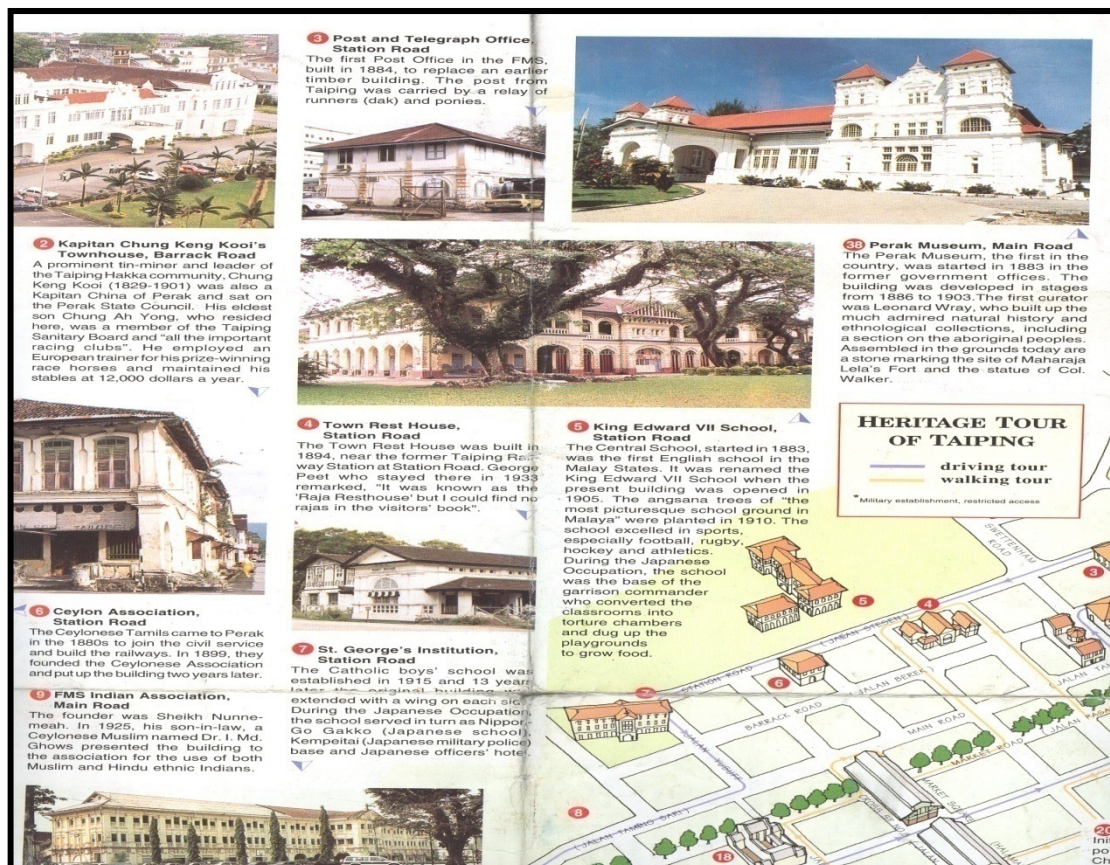 3 Post and Telegraph Office,
Station Road
The first Post Office in the FMS,
built in 1884, to replace an earlier
timber building. The post from
Taiping was carried by a relay of
runners (dak) and ponies.
2 Kapitan Chung Keng Kooi's
Townhouse, Barrack Road
A prominent tin-miner and leader of
the Taiping Hakka community, Chung
Keng Kooi (1829-1901) was also a
Kapitan China of Perak and sat on
the Perak State Council. His eldest
son Chung Ah Yong, who resided
here, was a member of the Taiping
Sanitary Board and "all the important
racing clubs". He employed an
European trainer for his prize-winning
race horses and maintained his
stables at 12,000 dollars a year.
38 Perak Museum, Main Road
The Perak Museum, the first in the
country, was started in 1883 in the
former government offices. The
building was developed in stages
from 1886 to 1903. The first curator
was Leonard Wray, who built up the
much admired natural history and
ethnological collections, including
a section on the aboriginal peoples.
Assembled in the grounds today are
a stone marking the site of Maharaja
Lela's Fort and the statue of Col.
Walker.
4 Town Rest House,
Station Road
The Town Rest House was built in
1894, near the former Taiping Rail-
way Station at Station Road. George
Peet who stayed there in 1933
remarked, "It was known as the
'Raja Resthouse' but I could find no
rajas in the visitors' book".
5 King Edward VII School,
Station Road
The Central School, started in 1883,
was the first English school in the
Malay States. It was renamed the
King Edward VII School when the
present building was opened in
1905. The angsana trees of "the
most picturesque school ground in
Malaya" were planted in 1910. The
school excelled in sports,
especially football, rugby,
hockey and athletics.
During the Japanese
Occupation, the school
was the base of the
garrison commander
who converted the
classrooms into
torture chambers
and dug up the
playgrounds
to grow food.
HERITAGE TOUR
OF TAIPING
driving tour
walking tour
*Military establishment, restricted access
6 Ceylon Association,
Station Road
The Ceylonese Tamils came to Perak
in the 1880s to join the civil service
and build the railways. In 1899, they
founded the Ceylonese Association
and put up the building two years later.
7 St. George's Institution,
Station Road
The Catholic boys' school was
established in 1915 and 13 years
later the original building was
extended with a wing on each side.
During the Japanese Occupation,
the school served in turn as Nippon-
Go Gakko (Japanese school),
Kempeitai (Japanese military police)
base and Japanese officers' hotel.
9 FMS Indian Association,
Main Road
The founder was Sheikh Nunne-
meah. In 1925, his son-in-law, a
Ceylonese Muslim named Dr. I. Md.
Ghows presented the building to
the association for the use of both
Muslim and Hindu ethnic Indians.
SWETTENHAM
ROAD
3
5
4
JALAN STESEN
6
7
STATION ROAD
JALAN BEREK
BARRACK ROAD
MAIN ROAD
MARKET ROAD
JALAN
8
(JALAN TAMING SARI)
18
20